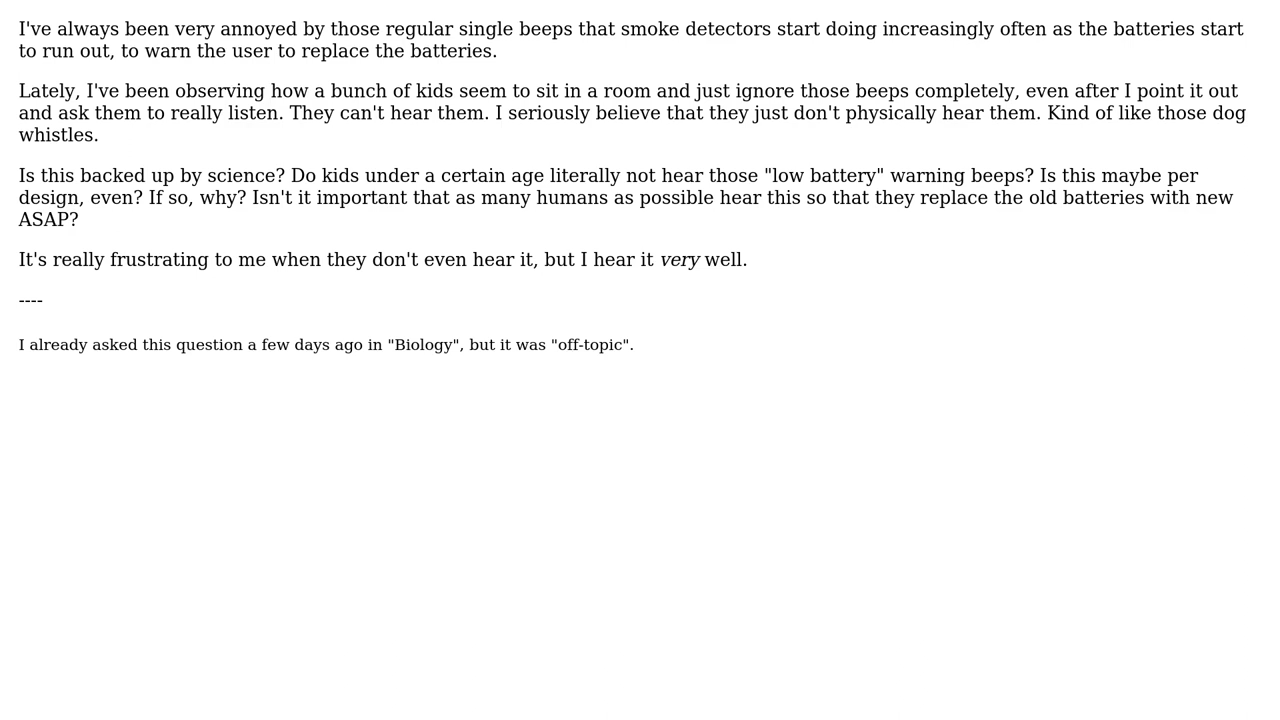 I've always been very annoyed by those regular single beeps that smoke detectors start doing increasingly often as the batteries start
to run out, to warn the user to replace the batteries.
Lately, I've been observing how a bunch of kids seem to sit in a room and just ignore those beeps completely, even after I point it out
and ask them to really listen. They can't hear them. I seriously believe that they just don't physically hear them. Kind of like those dog
whistles.
Is this backed up by science? Do kids under a certain age literally not hear those "low battery" warning beeps? Is this maybe per
design, even? If so, why? Isn't it important that as many humans as possible hear this so that they replace the old batteries with new
ASAP?
It's really frustrating to me when they don't even hear it, but I hear it very well.
----
I already asked this question a few days ago in "Biology", but it was "off-topic".